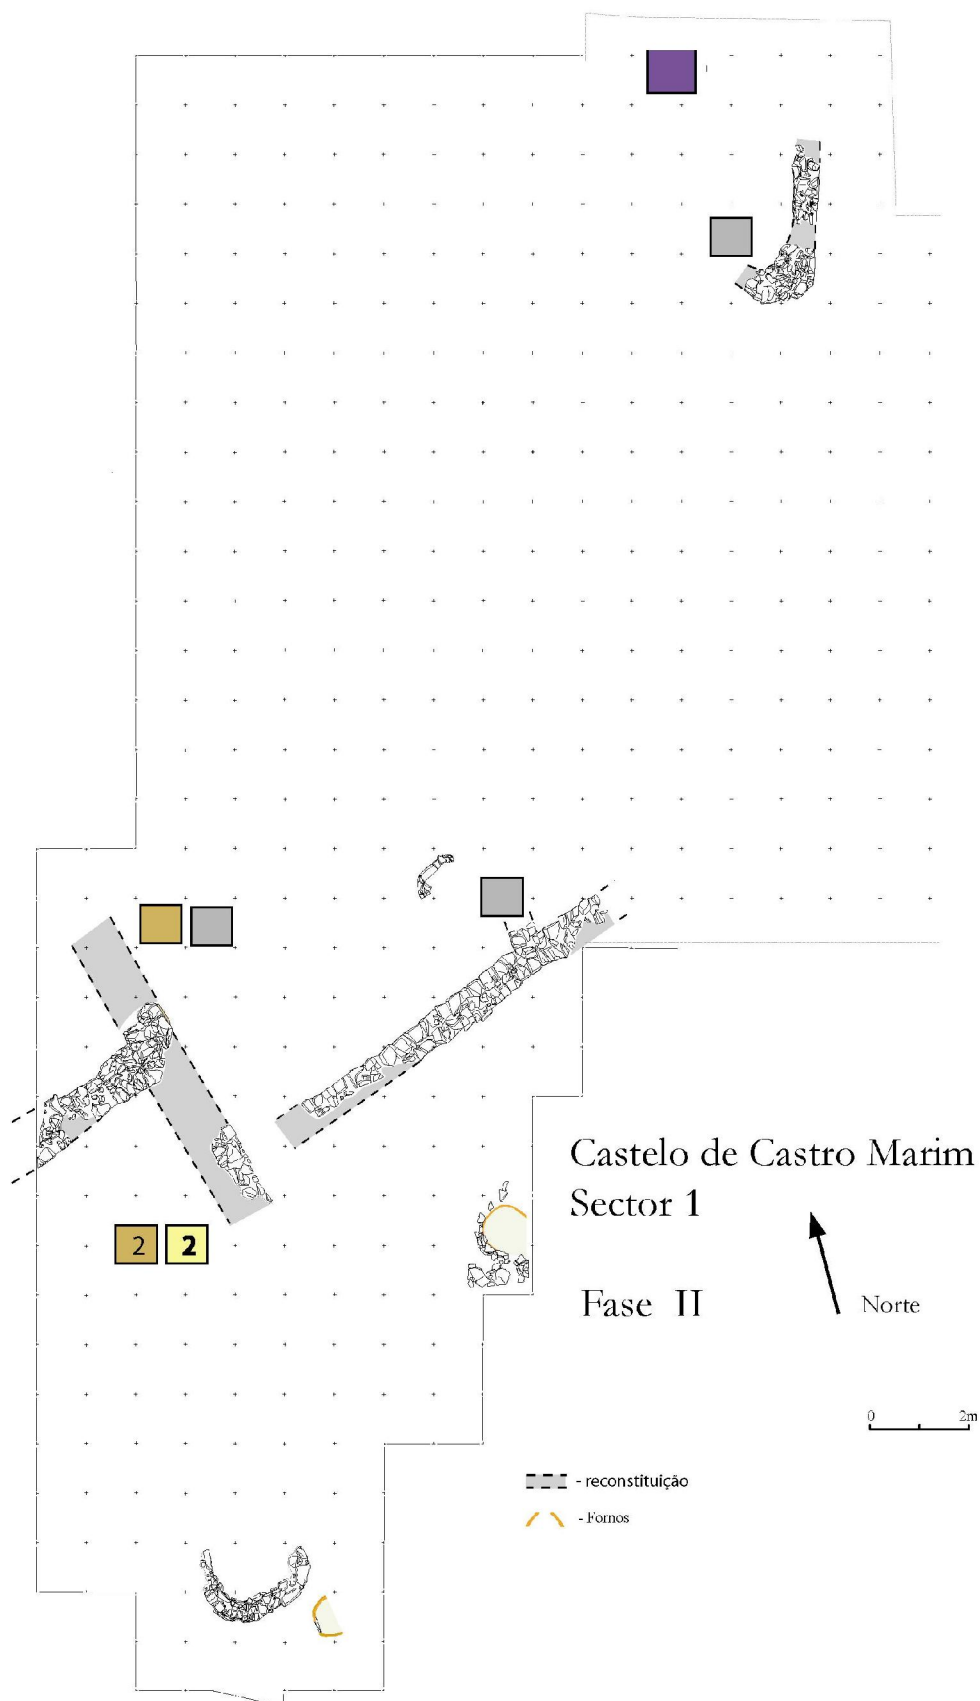 2 2
Castelo de Castro Marim
Sector 1
Fase II
Norte
0 2m
- reconstituição
- Fornos